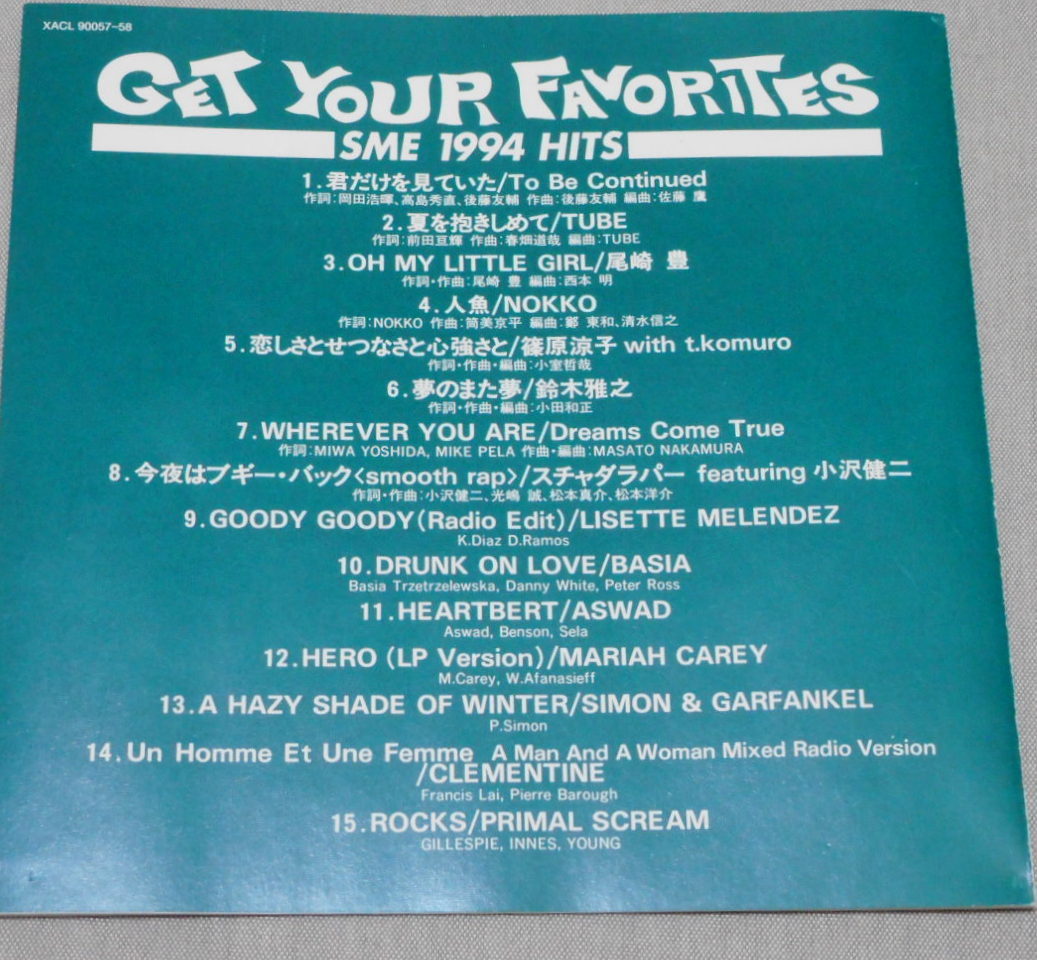 XACL 90057-58
GET YOUR FAVORITES
SME 1994 HITS
1.君だけを見ていた/To Be Continued
作詞:岡田浩暉、高島秀直、後藤友輔 作曲:後藤友輔 編曲:佐藤 鷹
2.夏を抱きしめて/TUBE
作詞:前田亘輝 作曲:春畑道哉 編曲:TUBE
3.OH MY LITTLE GIRL/尾崎 豊
作詞・作曲:尾崎 豊 編曲:西本 明
4.人魚/NOKKO
作詞:NOKKO 作曲:筒美京平 編曲:鄭 東和、清水信之
5.恋しさとせつなさと心強さと/篠原涼子 with t.komuro
作詞・作曲・編曲:小室哲哉
6.夢のまた夢/鈴木雅之
作詞・作曲・編曲:小田和正
7.WHEREVER YOU ARE/Dreams Come True
作詞:MIWA YOSHIDA, MIKE PELA 作曲・編曲:MASATO NAKAMURA
8.今夜はブギー・バック<smooth rap>/スチャダラパー featuring 小沢健二
作詞・作曲:小沢健二、光嶋 誠、松本真介、松本洋介
9.GOODY GOODY(Radio Edit)/LISETTE MELENDEZ
K.Diaz D.Ramos
10.DRUNK ON LOVE/BASIA
Basia Trzetrzelewska, Danny White, Peter Ross
11.HEARTBERT/ASWAD
Aswad, Benson, Sela
12.HERO (LP Version)/MARIAH CAREY
M.Carey, W.Afanasieff
13.A HAZY SHADE OF WINTER/SIMON & GARFANKEL
P.Simon
14.Un Homme Et Une Femme A Man And A Woman Mixed Radio Version
/CLEMENTINE
Francis Lai, Pierre Barough
15.ROCKS/PRIMAL SCREAM
GILLESPIE, INNES, YOUNG